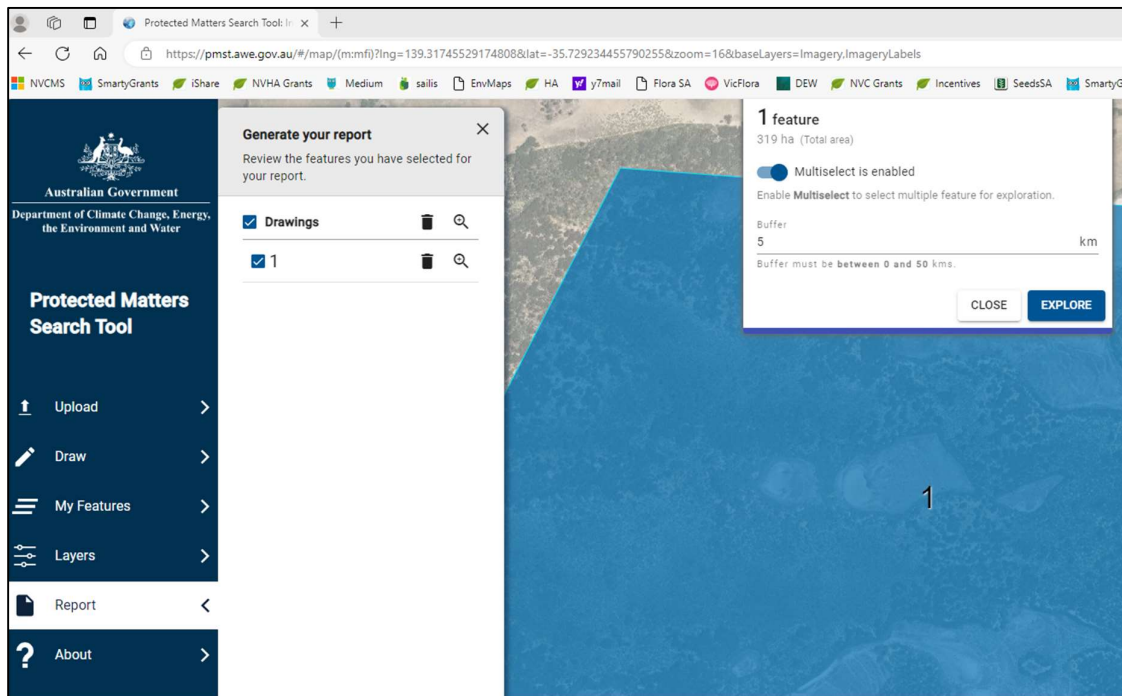 Protected Matters Search Tool: In
https://pmst.awe.gov.au/#/map/(m:mfi)?lng=139.31745529174808&lat=-35.729234455790255&zoom=16&baseLayers=Imagery,ImageryLabels
NVCMS SmartyGrants iShare NVHA Grants Medium sailis EnvMaps HA y7mail Flora SA VicFlora DEW NVC Grants Incentives SeedsSA SmartyG
Australian Government
Department of Climate Change, Energy,
the Environment and Water
Protected Matters
Search Tool
Upload
Draw
My Features
Layers
Report
About
Generate your report
Review the features you have selected for
your report.
Drawings
1
1 feature
319 ha (Total area)
Multiselect is enabled
Enable Multiselect to select multiple feature for exploration.
Buffer
5 km
Buffer must be between 0 and 50 kms.
CLOSE EXPLORE
1